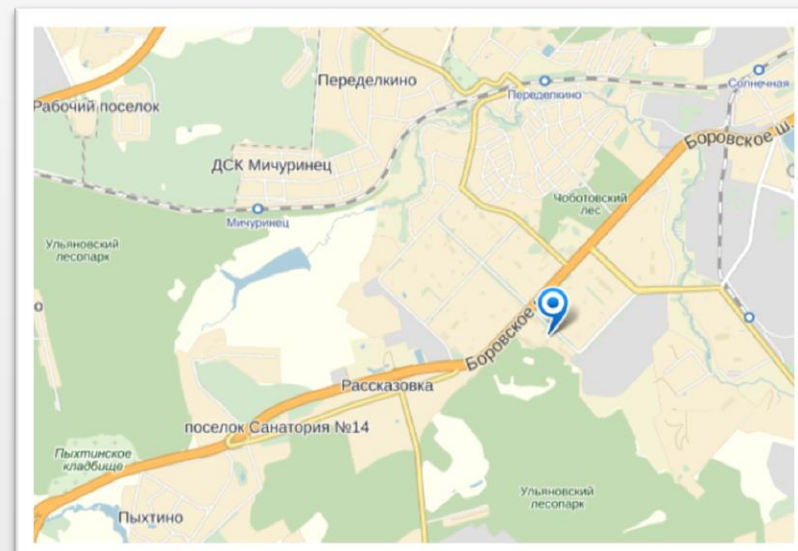 Переделкино
Солнечная
Переделкино
Рабочий поселок
Боровское ш.
ДСК Мичуринец
Чоботовский
лес
Мичуринец
Ульяновский
лесопарк
о
Боровское
Рассказовка
поселок Санатория №14
Пыхтинское
кладбище
Ульяновский
лесопарк
Пыхтино